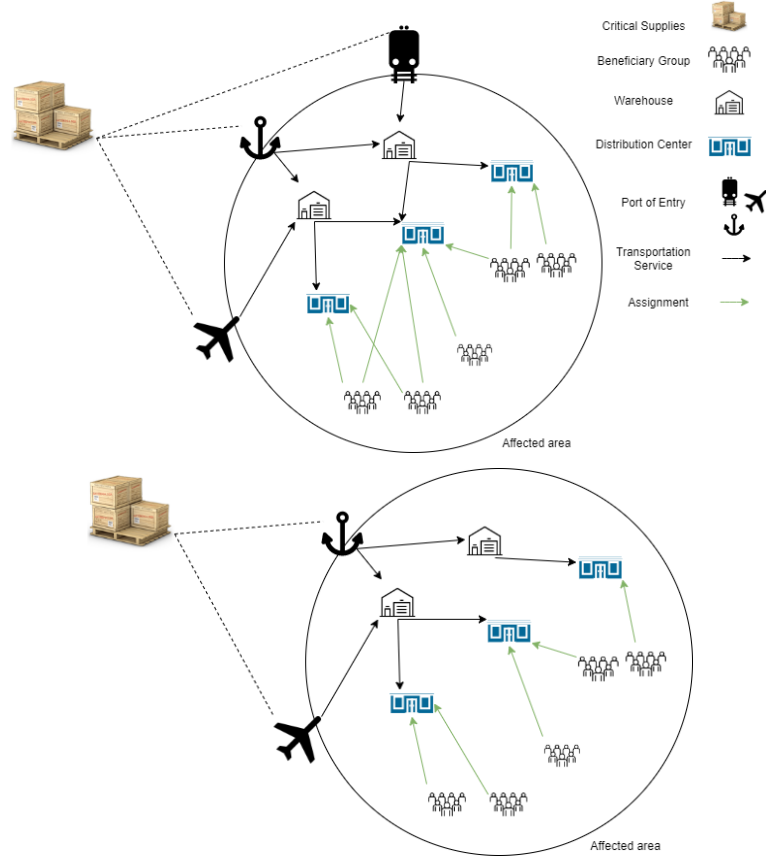 Critical Supplies
Beneficiary Group
Warehouse
Distribution Center
Port of Entry
Transportation
Service
Assignment
Affected area
Affected area